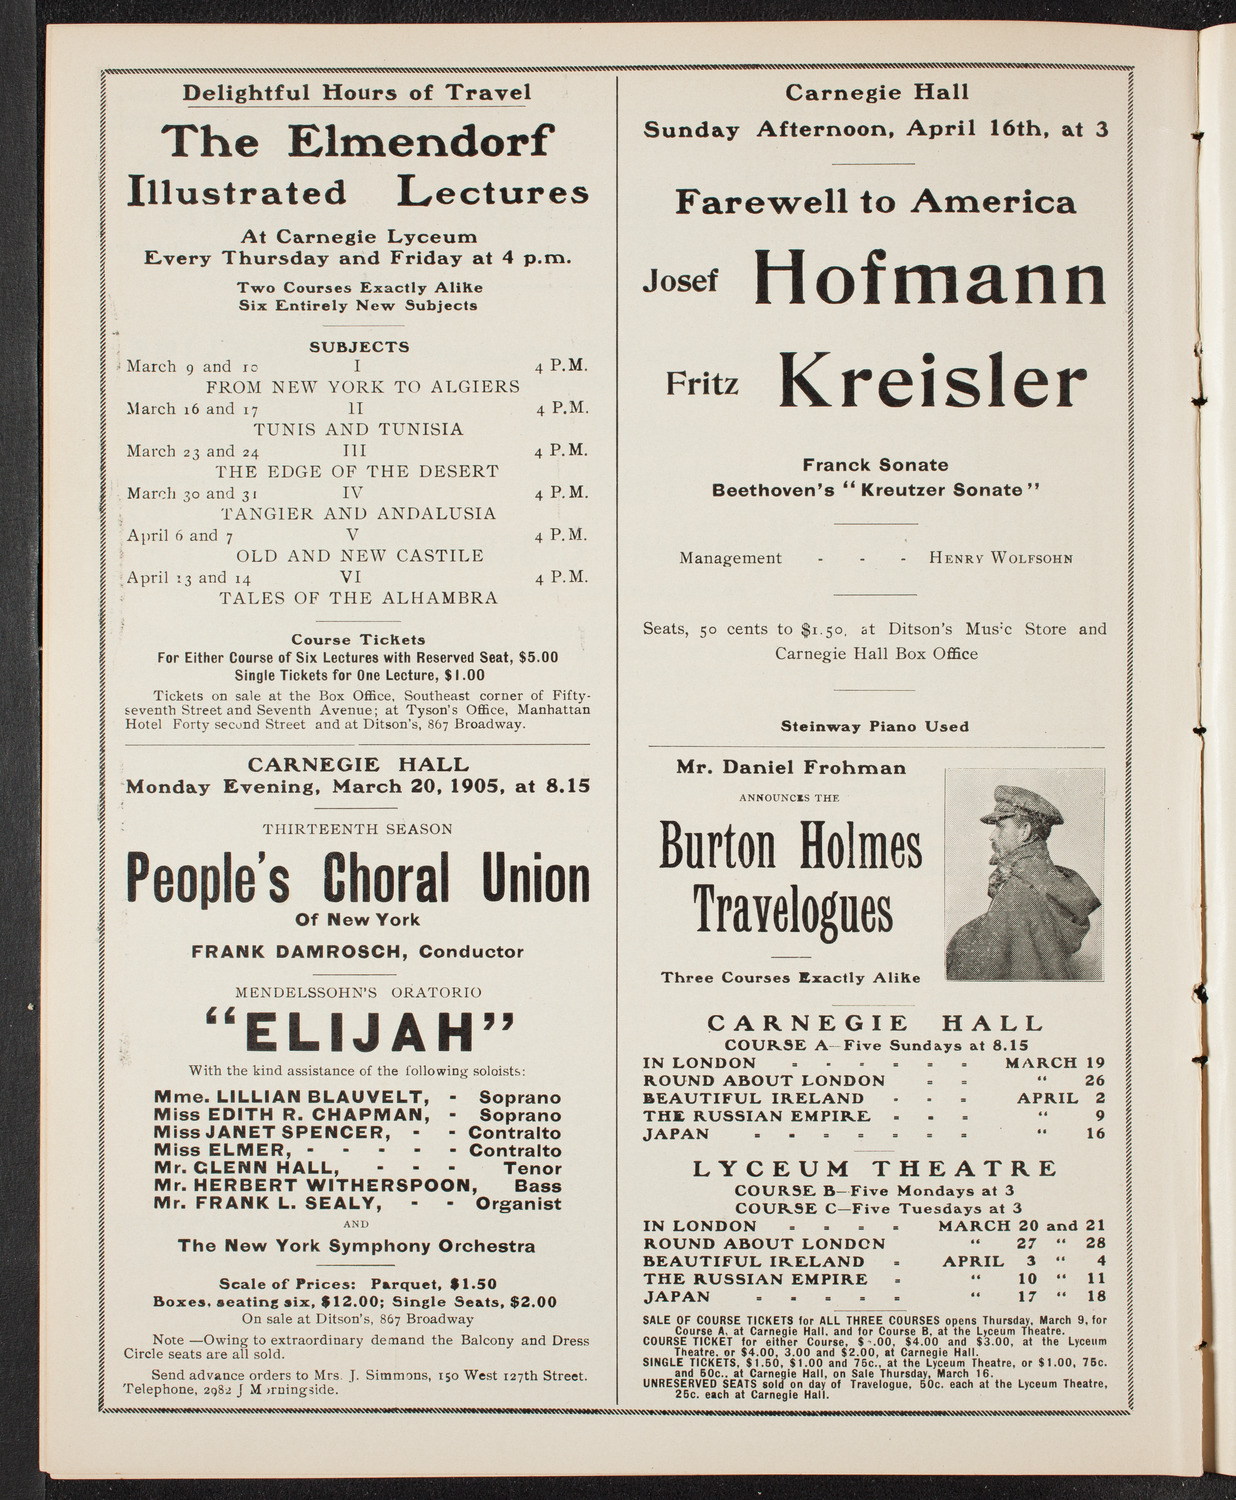 Delightful Hours of Travel
The Elmendorf
Illustrated Lectures
At Carnegie Lyceum
Every Thursday and Friday at 4 p.m.
Two Courses Exactly Alike
Six Entirely New Subjects
SUBJECTS
March 9 and 10 I 4 P.M.
FROM NEW YORK TO ALGIERS
March 16 and 17 II 4 P.M.
TUNIS AND TUNISIA
March 23 and 24 III 4 P.M.
THE EDGE OF THE DESERT
March 30 and 31 IV 4 P.M.
TANGIER AND ANDALUSIA
April 6 and 7 V 4 P.M.
OLD AND NEW CASTILE
April 13 and 14 VI 4 P.M.
TALES OF THE ALHAMBRA
Course Tickets
For Either Course of Six Lectures with Reserved Seat, $5.00
Single Tickets for One Lecture, $1.00
Tickets on sale at the Box Office, Southeast corner of Fifty-
seventh Street and Seventh Avenue; at Tyson's Office, Manhattan
Hotel Forty second Street and at Ditson's, 867 Broadway.
CARNEGIE HALL
Monday Evening, March 20, 1905, at 8.15
THIRTEENTH SEASON
People's Choral Union
Of New York
FRANK DAMROSCH, Conductor
MENDELSSOHN'S ORATORIO
"ELIJAH"
With the kind assistance of the following soloists:
Mme. LILLIAN BLAUVELT, - Soprano
Miss EDITH R. CHAPMAN, - Soprano
Miss JANET SPENCER, - - Contralto
Miss ELMER, - - - - - Contralto
Mr. GLENN HALL, - - - Tenor
Mr. HERBERT WITHERSPOON, Bass
Mr. FRANK L. SEALY, - - Organist
AND
The New York Symphony Orchestra
Scale of Prices: Parquet, $1.50
Boxes, seating six, $12.00; Single Seats, $2.00
On sale at Ditson's, 867 Broadway
Note —Owing to extraordinary demand the Balcony and Dress
Circle seats are all sold.
Send advance orders to Mrs. J. Simmons, 150 West 127th Street.
Telephone, 2982 J Morningside.
Carnegie Hall
Sunday Afternoon, April 16th, at 3
Farewell to America
Josef Hofmann
Fritz Kreisler
Franck Sonate
Beethoven's "Kreutzer Sonate"
Management - - - HENRY WOLFSOHN
Seats, 50 cents to $1.50, at Ditson's Music Store and
Carnegie Hall Box Office
Steinway Piano Used
Mr. Daniel Frohman
ANNOUNCES THE
Burton Holmes
Travelogues
Three Courses Exactly Alike
CARNEGIE HALL
COURSE A—Five Sundays at 8.15
IN LONDON - - - - - - MARCH 19
ROUND ABOUT LONDON - - " 26
BEAUTIFUL IRELAND - - - APRIL 2
THE RUSSIAN EMPIRE - - - " 9
JAPAN - - - - - - - " 16
LYCEUM THEATRE
COURSE B—Five Mondays at 3
COURSE C—Five Tuesdays at 3
IN LONDON - - - - MARCH 20 and 21
ROUND ABOUT LONDON " 27 " 28
BEAUTIFUL IRELAND - APRIL 3 " 4
THE RUSSIAN EMPIRE - " 10 " 11
JAPAN - - - - - " 17 " 18
SALE OF COURSE TICKETS for ALL THREE COURSES opens Thursday, March 9, for
Course A, at Carnegie Hall, and for Course B, at the Lyceum Theatre.
COURSE TICKET for either Course, $4.00 and $3.00, at the Lyceum
Theatre, or $4.00, 3.00 and $2.00, at Carnegie Hall.
SINGLE TICKETS, $1.50, $1.00 and 75c., at the Lyceum Theatre, or $1.00, 75c.
and 50c., at Carnegie Hall, on Sale Thursday, March 16.
UNRESERVED SEATS sold on day of Travelogue, 50c. each at the Lyceum Theatre,
25c. each at Carnegie Hall.